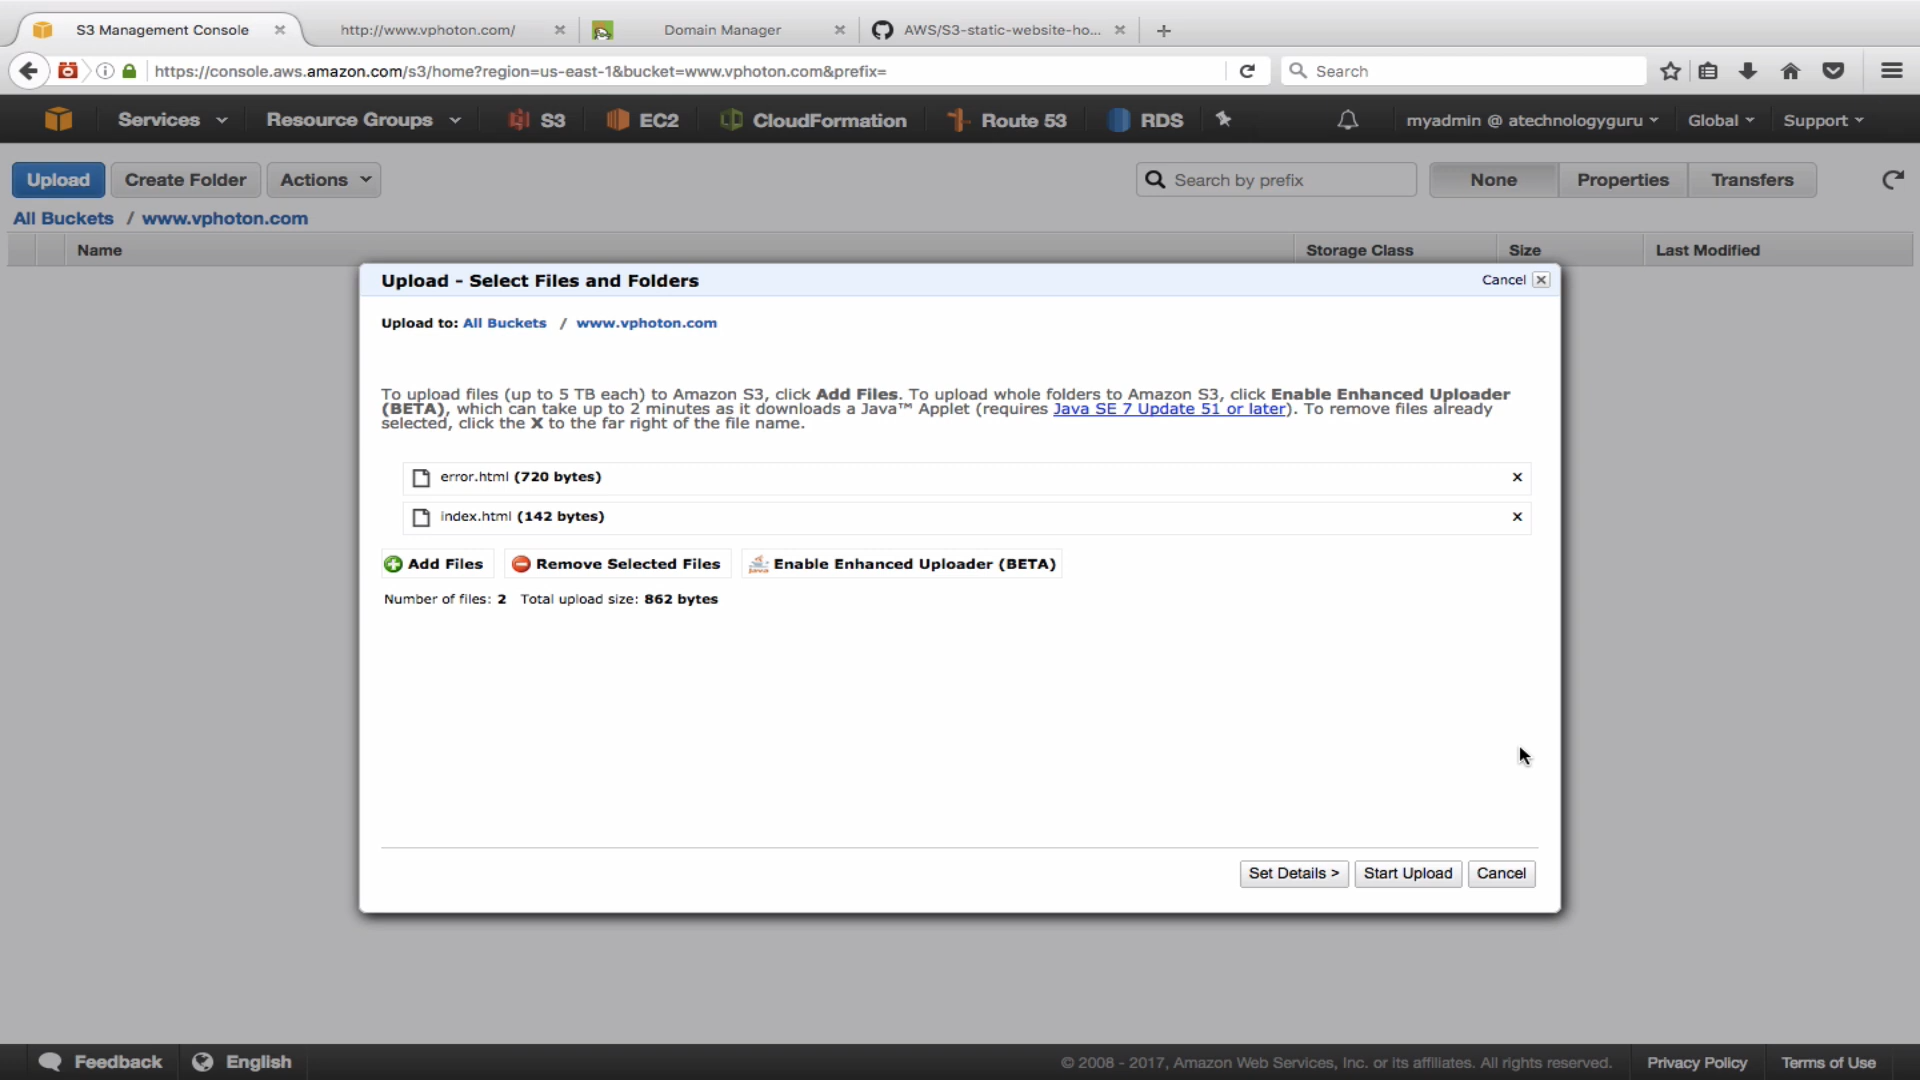 S3 Management Console
http://www.vphoton.com/
Domain Manager
AWS/S3-static-website-ho...
https://console.aws.amazon.com/s3/home?region=us-east-1&bucket=www.vphoton.com&prefix=
Search
Services
Resource Groups
S3
EC2
CloudFormation
Route 53
RDS
myadmin @ atechnologyguru
Global
Support
Upload
Create Folder
Actions
Search by prefix
None
Properties
Transfers
All Buckets / www.vphoton.com
Name
Storage Class
Size
Last Modified
Upload - Select Files and Folders
Cancel
Upload to: All Buckets / www.vphoton.com
To upload files (up to 5 TB each) to Amazon S3, click Add Files. To upload whole folders to Amazon S3, click Enable Enhanced Uploader
(BETA), which can take up to 2 minutes as it downloads a Java™ Applet (requires Java SE 7 Update 51 or later). To remove files already
selected, click the X to the far right of the file name.
error.html (720 bytes)
index.html (142 bytes)
Add Files
Remove Selected Files
Enable Enhanced Uploader (BETA)
Number of files: 2 Total upload size: 862 bytes
Set Details >
Start Upload
Cancel
Feedback
English
© 2008 - 2017, Amazon Web Services, Inc. or its affiliates. All rights reserved.
Privacy Policy
Terms of Use